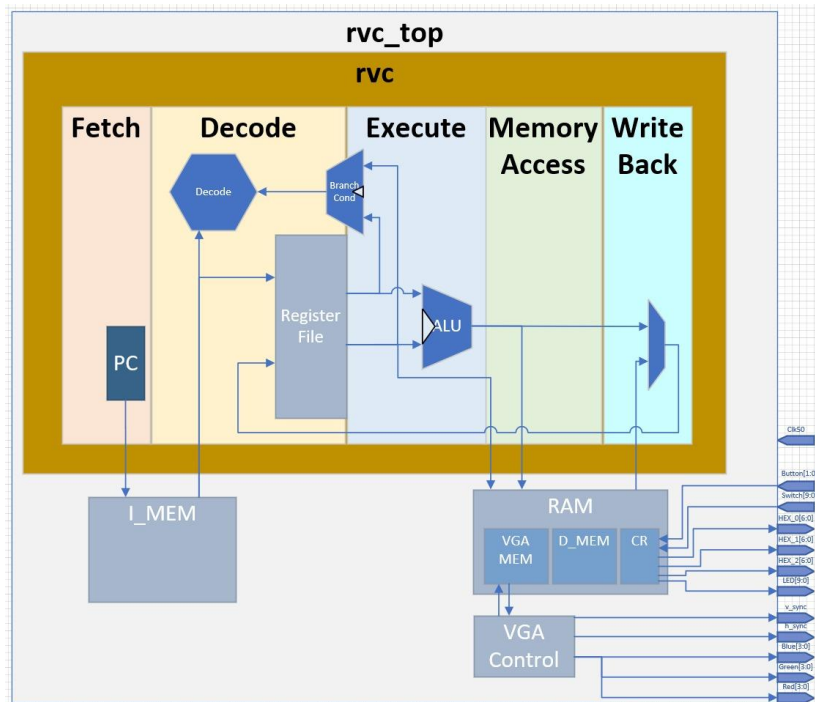 rvc_top
rvc
Fetch
Decode
Execute
Memory
Access
Write
Back
Decode
Branch
Cond
Register
File
ALU
PC
I_MEM
RAM
VGA
MEM
D_MEM
CR
VGA
Control
Clk50
Button[1:0
Switch[9:0
HEX_0[6:0]
HEX_1[6:0]
HEX_2[6:0]
LED[9:0]
v_sync
h_sync
Blue[3:0]
Green[3:0]
Red[3:0]